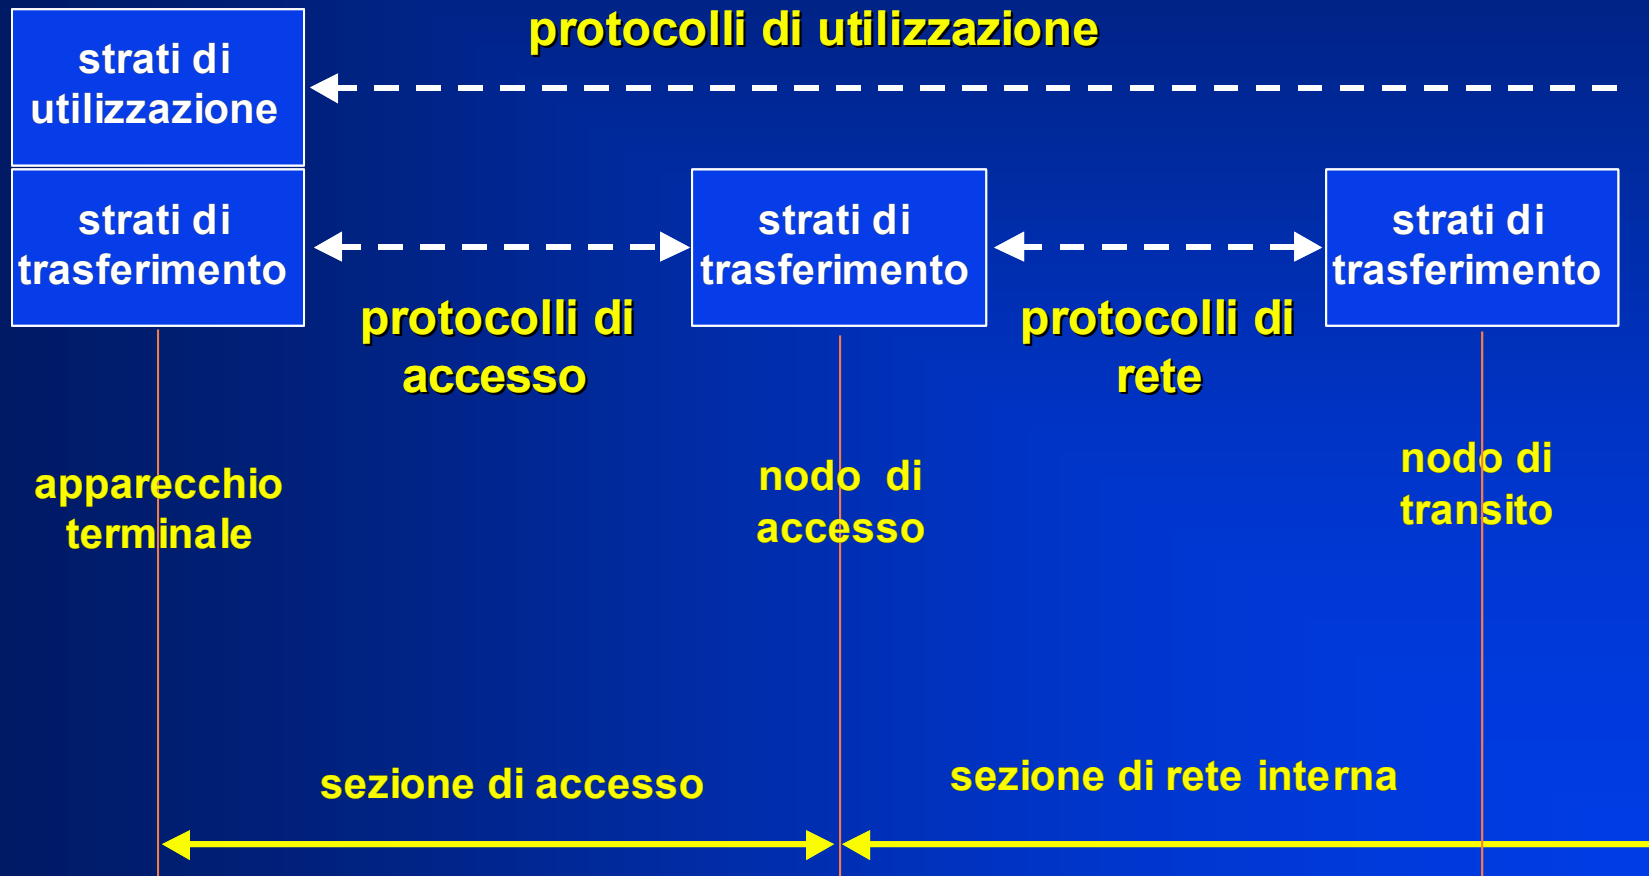 protocolli di utilizzazione
strati di
utilizzazione
strati di
trasferimento
strati di
trasferimento
strati di
trasferimento
protocolli di
accesso
protocolli di
rete
apparecchio
terminale
nodo di
accesso
nodo di
transito
sezione di accesso
sezione di rete interna